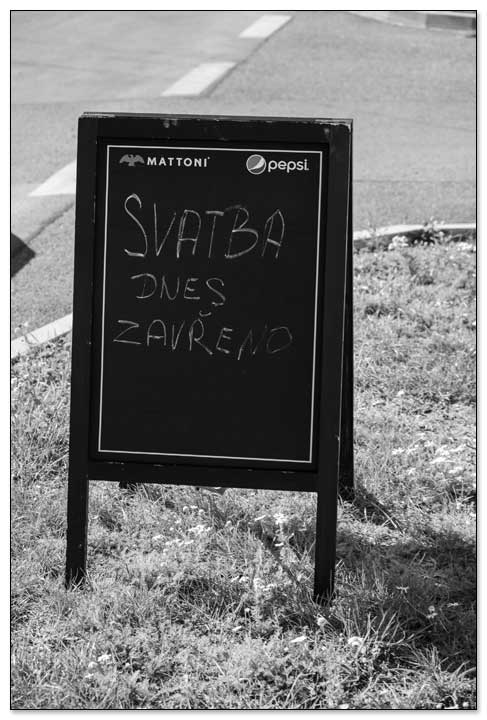 MATTONI pepsi
SVATBA
DNES
ZAVŘENO